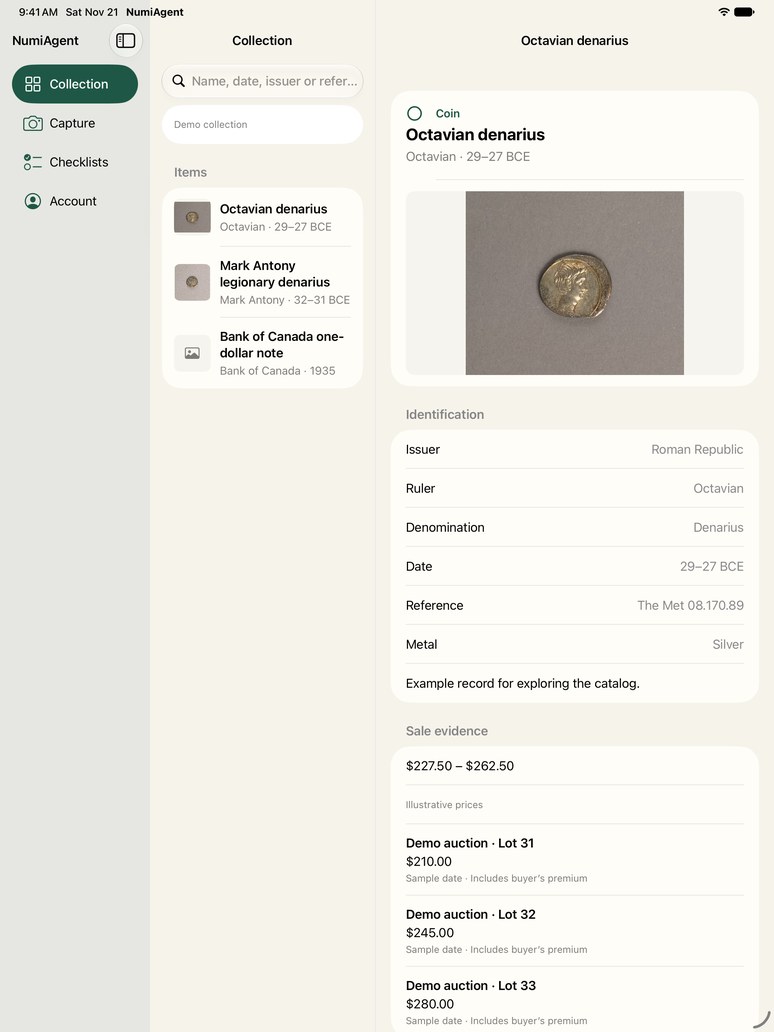 9:41 AM Sat Nov 21 NumiAgent
NumiAgent
Collection
Capture
Checklists
Account
Collection
Name, date, issuer or refer...
Demo collection
Items
Octavian denarius
Octavian · 29–27 BCE
Mark Antony
legionary denarius
Mark Antony · 32–31 BCE
Bank of Canada one-
dollar note
Bank of Canada · 1935
Octavian denarius
Coin
Octavian denarius
Octavian · 29–27 BCE
Identification
Issuer Roman Republic
Ruler Octavian
Denomination Denarius
Date 29–27 BCE
Reference The Met 08.170.89
Metal Silver
Example record for exploring the catalog.
Sale evidence
$227.50 – $262.50
Illustrative prices
Demo auction · Lot 31
$210.00
Sample date · Includes buyer's premium
Demo auction · Lot 32
$245.00
Sample date · Includes buyer's premium
Demo auction · Lot 33
$280.00
Sample date · Includes buyer's premium